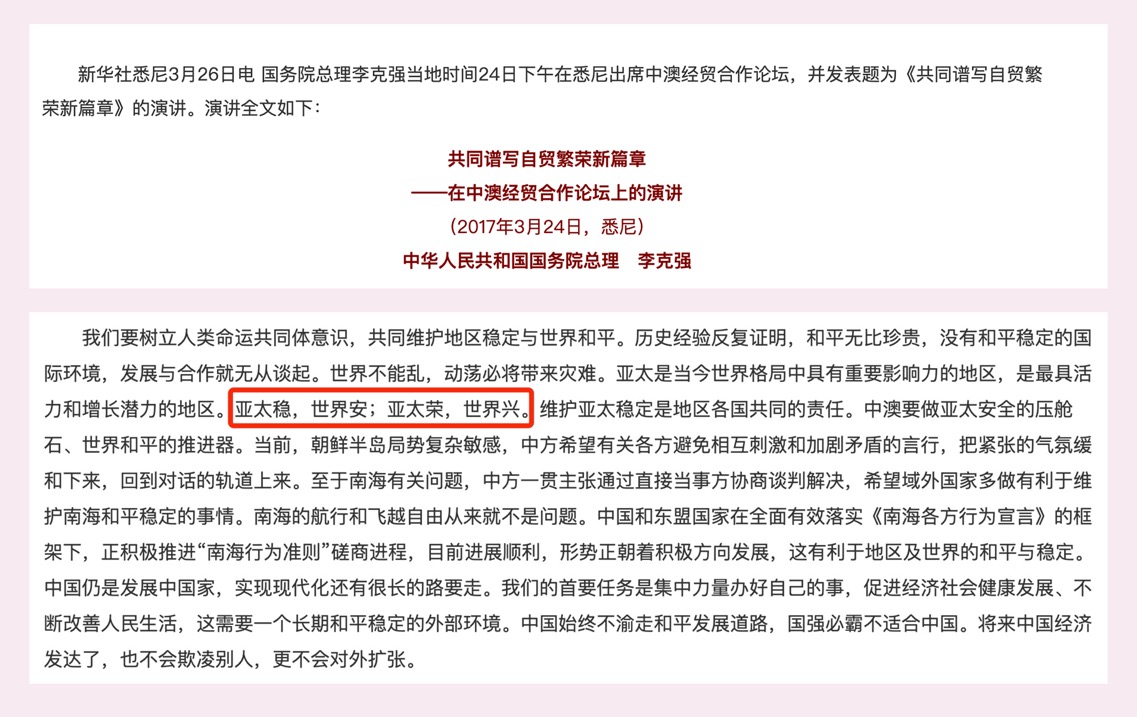 新华社悉尼3月26日电 国务院总理李克强当地时间24日下午在悉尼出席中澳经贸合作论坛，并发表题为《共同谱写自贸繁
荣新篇章》的演讲。演讲全文如下：
共同谱写自贸繁荣新篇章
——在中澳经贸合作论坛上的演讲
（2017年3月24日，悉尼）
中华人民共和国国务院总理　李克强
我们要树立人类命运共同体意识，共同维护地区稳定与世界和平。历史经验反复证明，和平无比珍贵，没有和平稳定的国
际环境，发展与合作就无从谈起。世界不能乱，动荡必将带来灾难。亚太是当今世界格局中具有重要影响力的地区，是最具活
力和增长潜力的地区。亚太稳，世界安；亚太荣，世界兴。维护亚太稳定是地区各国共同的责任。中澳要做亚太安全的压舱
石、世界和平的推进器。当前，朝鲜半岛局势复杂敏感，中方希望有关各方避免相互刺激和加剧矛盾的言行，把紧张的气氛缓
和下来，回到对话的轨道上来。至于南海有关问题，中方一贯主张通过直接当事方协商谈判解决，希望域外国家多做有利于维
护南海和平稳定的事情。南海的航行和飞越自由从来就不是问题。中国和东盟国家在全面有效落实《南海各方行为宣言》的框
架下，正积极推进“南海行为准则”磋商进程，目前进展顺利，形势正朝着积极方向发展，这有利于地区及世界的和平与稳定。
中国仍是发展中国家，实现现代化还有很长的路要走。我们的首要任务是集中力量办好自己的事，促进经济社会健康发展、不
断改善人民生活，这需要一个长期和平稳定的外部环境。中国始终不渝走和平发展道路，国强必霸不适合中国。将来中国经济
发达了，也不会欺凌别人，更不会对外扩张。